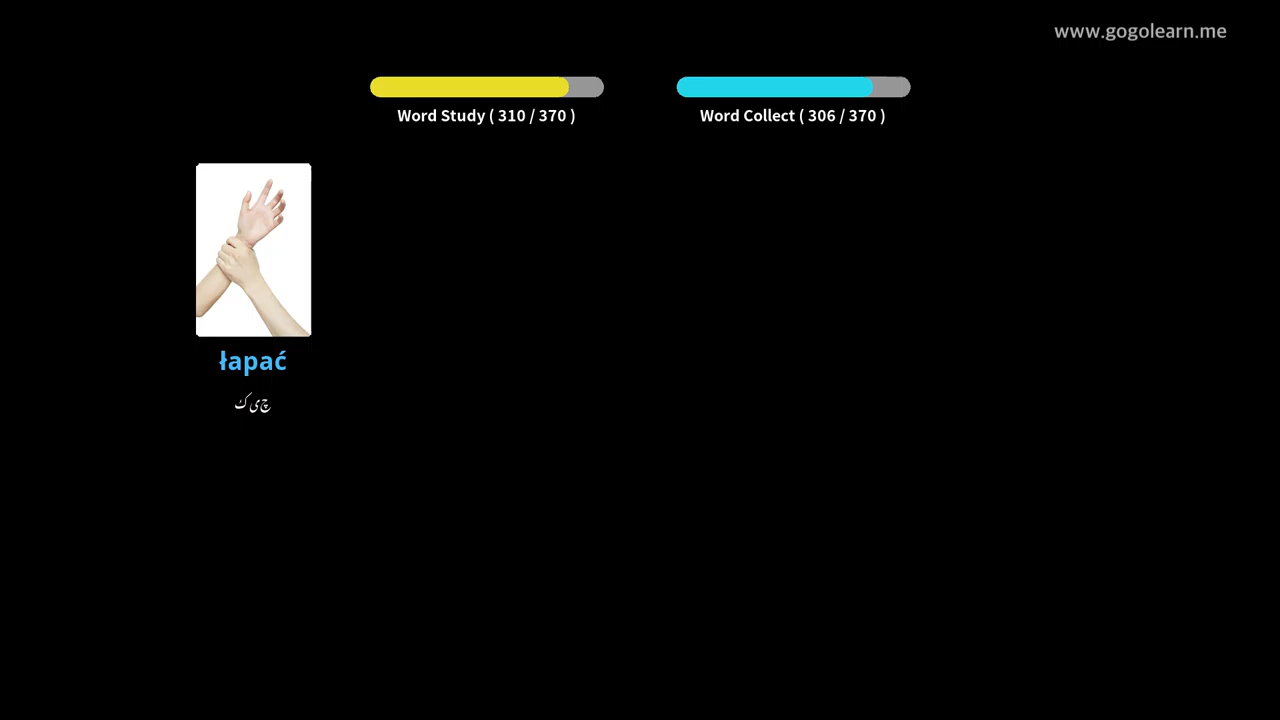 www.gogolearn.me
Word Study ( 310 / 370 )
Word Collect ( 306 / 370 )
łapać
چ ی ک